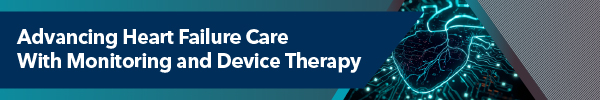 Advancing Heart Failure Care
With Monitoring and Device Therapy